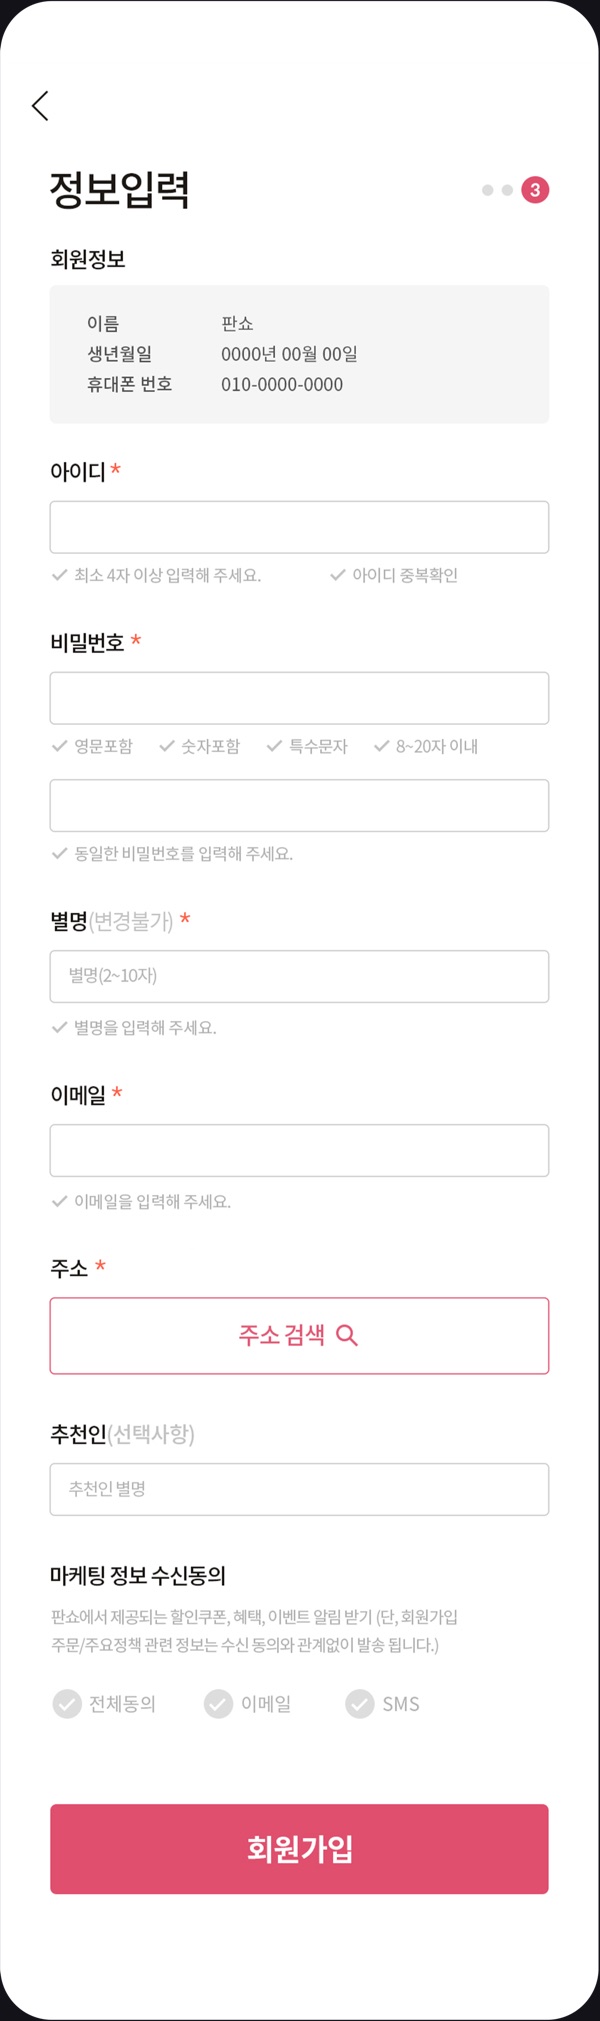 정보입력
3
회원정보
이름 판쇼
생년월일 0000년 00월 00일
휴대폰 번호 010-0000-0000
아이디 *
최소 4자 이상 입력해 주세요. 아이디 중복확인
비밀번호 *
영문포함 숫자포함 특수문자 8~20자 이내
동일한 비밀번호를 입력해 주세요.
별명(변경불가) *
별명(2~10자)
별명을 입력해 주세요.
이메일 *
이메일을 입력해 주세요.
주소 *
주소 검색
추천인(선택사항)
추천인 별명
마케팅 정보 수신동의
판쇼에서 제공되는 할인쿠폰, 혜택, 이벤트 알림 받기 (단, 회원가입
주문/주요정책 관련 정보는 수신 동의와 관계없이 발송 됩니다.)
전체동의 이메일 SMS
회원가입